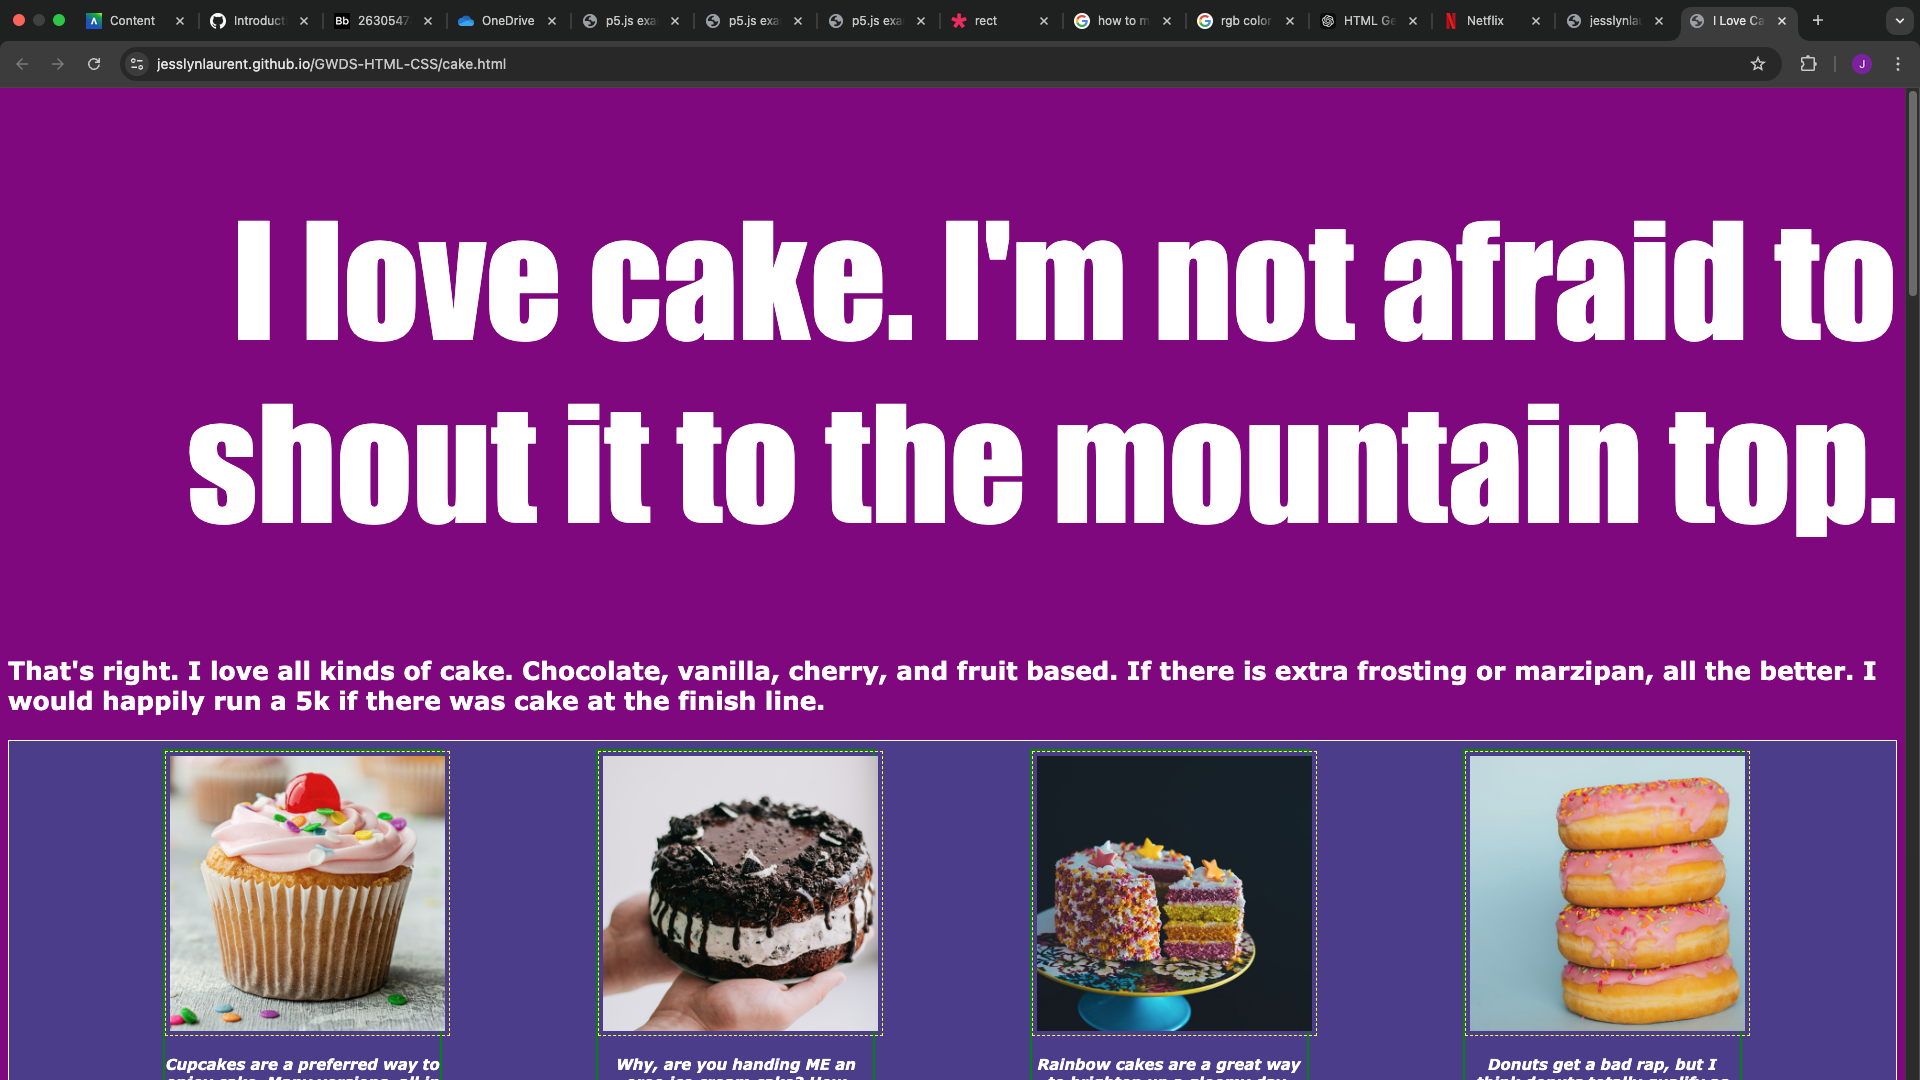 Content
Introduct
Bb 2630547
OneDrive
p5.js exa
p5.js exa
p5.js exa
rect
how to m
rgb color
HTML Ge
Netflix
jesslynlau
I Love Ca
jesslynlaurent.github.io/GWDS-HTML-CSS/cake.html
J
I love cake. I'm not afraid to
shout it to the mountain top.
That's right. I love all kinds of cake. Chocolate, vanilla, cherry, and fruit based. If there is extra frosting or marzipan, all the better. I
would happily run a 5k if there was cake at the finish line.
Cupcakes are a preferred way to
Why, are you handing ME an
Rainbow cakes are a great way
Donuts get a bad rap, but I